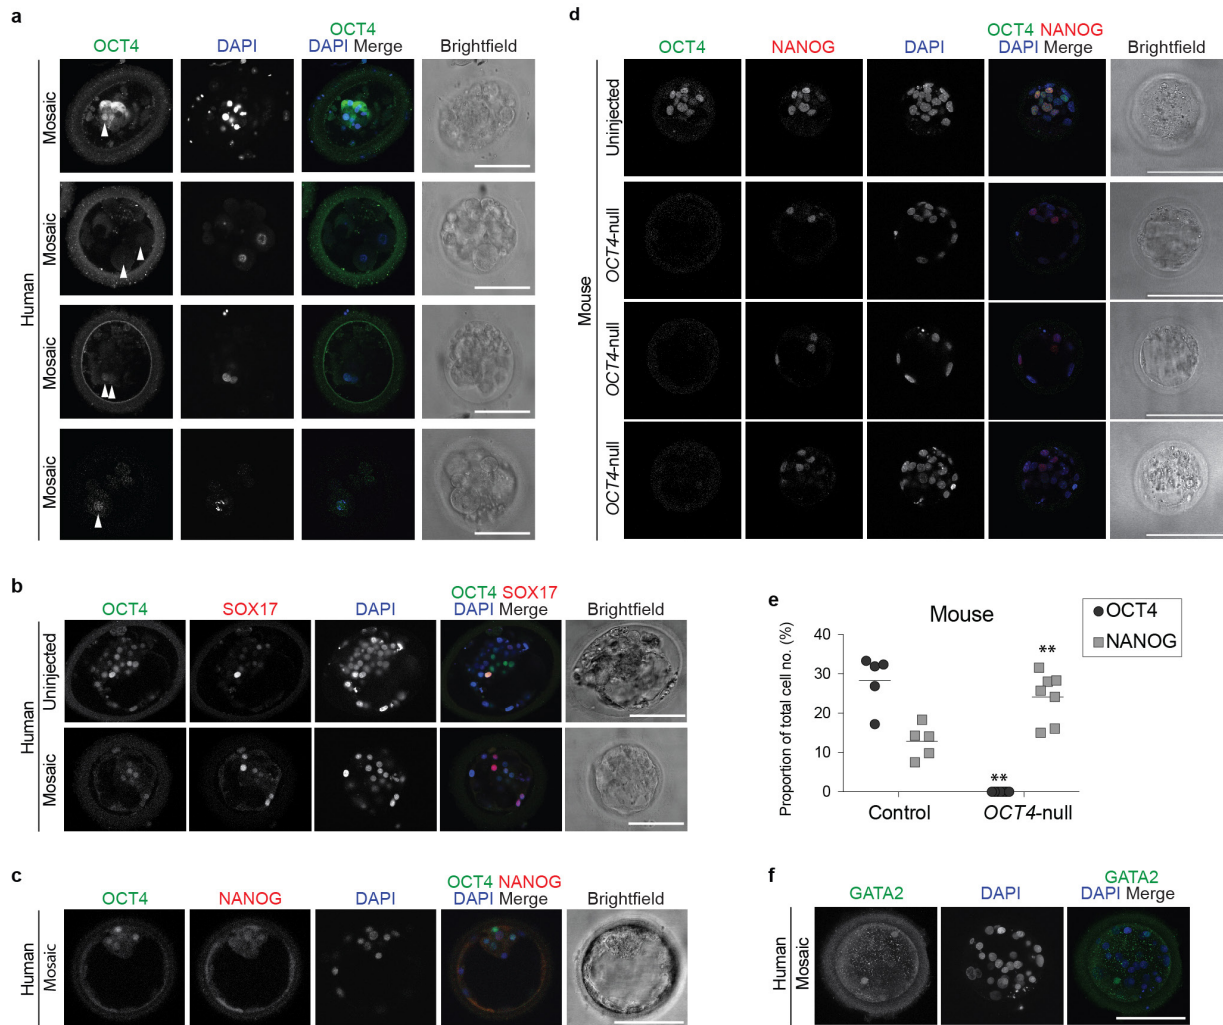 a
OCT4
DAPI
OCT4
DAPI Merge
Brightfield
Human
Mosaic
Mosaic
Mosaic
Mosaic
b
OCT4
SOX17
DAPI
OCT4 SOX17
DAPI Merge
Brightfield
Human
Uninjected
Mosaic
c
OCT4
NANOG
DAPI
OCT4 NANOG
DAPI Merge
Brightfield
Human
Mosaic
d
OCT4
NANOG
DAPI
OCT4 NANOG
DAPI Merge
Brightfield
Mouse
Uninjected
OCT4-null
OCT4-null
OCT4-null
e
Mouse
OCT4
NANOG
Proportion of total cell no. (%)
40
30
20
10
0
**
**
Control
OCT4-null
f
GATA2
DAPI
GATA2
DAPI Merge
Human
Mosaic